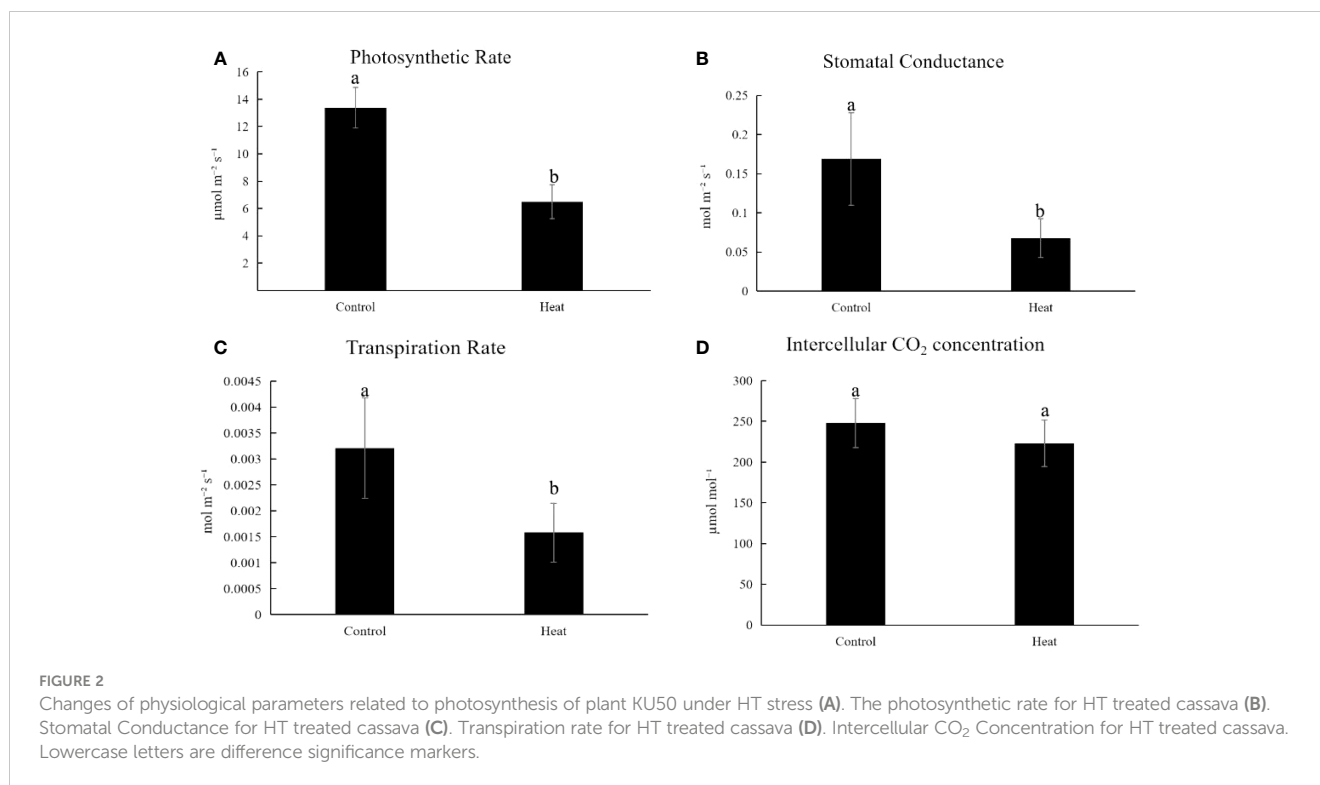 A
Photosynthetic Rate
16
14
12
10
8
6
4
2
μmol m⁻² s⁻¹
a
b
Control
Heat
B
Stomatal Conductance
0.25
0.2
0.15
0.1
0.05
0
mol m⁻² s⁻¹
a
b
Control
Heat
C
Transpiration Rate
0.0045
0.004
0.0035
0.003
0.0025
0.002
0.0015
0.001
0.0005
0
mol m⁻² s⁻¹
a
b
Control
Heat
D
Intercellular CO₂ concentration
300
250
200
150
100
50
0
μmol mol⁻¹
a
a
Control
Heat
FIGURE 2
Changes of physiological parameters related to photosynthesis of plant KU50 under HT stress (A). The photosynthetic rate for HT treated cassava (B).
Stomatal Conductance for HT treated cassava (C). Transpiration rate for HT treated cassava (D). Intercellular CO₂ Concentration for HT treated cassava.
Lowercase letters are difference significance markers.